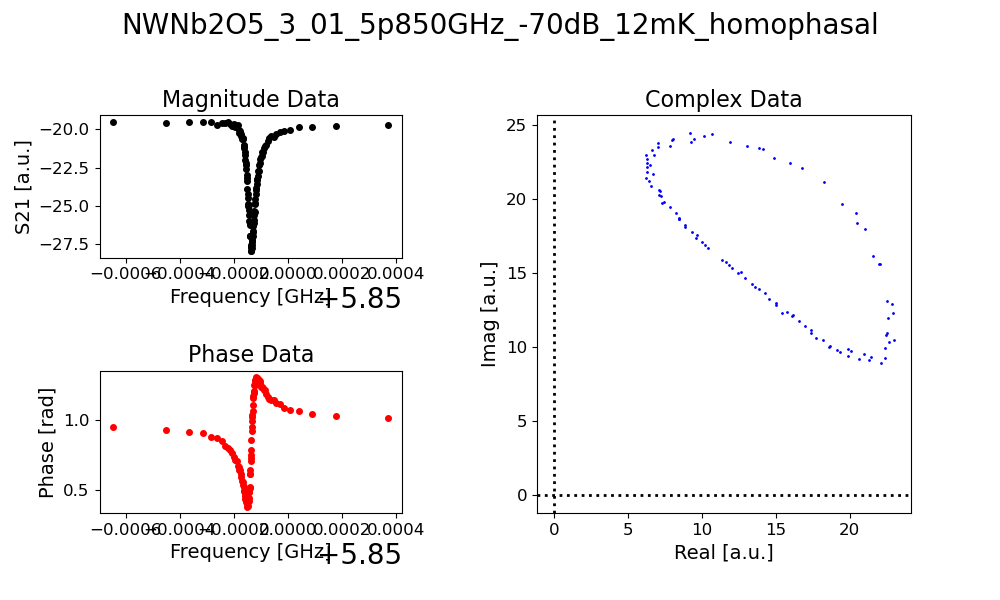 NWNb2O5_3_01_5p850GHz_-70dB_12mK_homophasal
Magnitude Data
S21 [a.u.]
−20.0
−22.5
−25.0
−27.5
−0.0006 −0.0004 −0.0002 0.0000 0.0002 0.0004
Frequency [GHz]
+5.85
Phase Data
Phase [rad]
1.0
0.5
−0.0006 −0.0004 −0.0002 0.0000 0.0002 0.0004
Frequency [GHz]
+5.85
Complex Data
Imag [a.u.]
25
20
15
10
5
0
0 5 10 15 20
Real [a.u.]